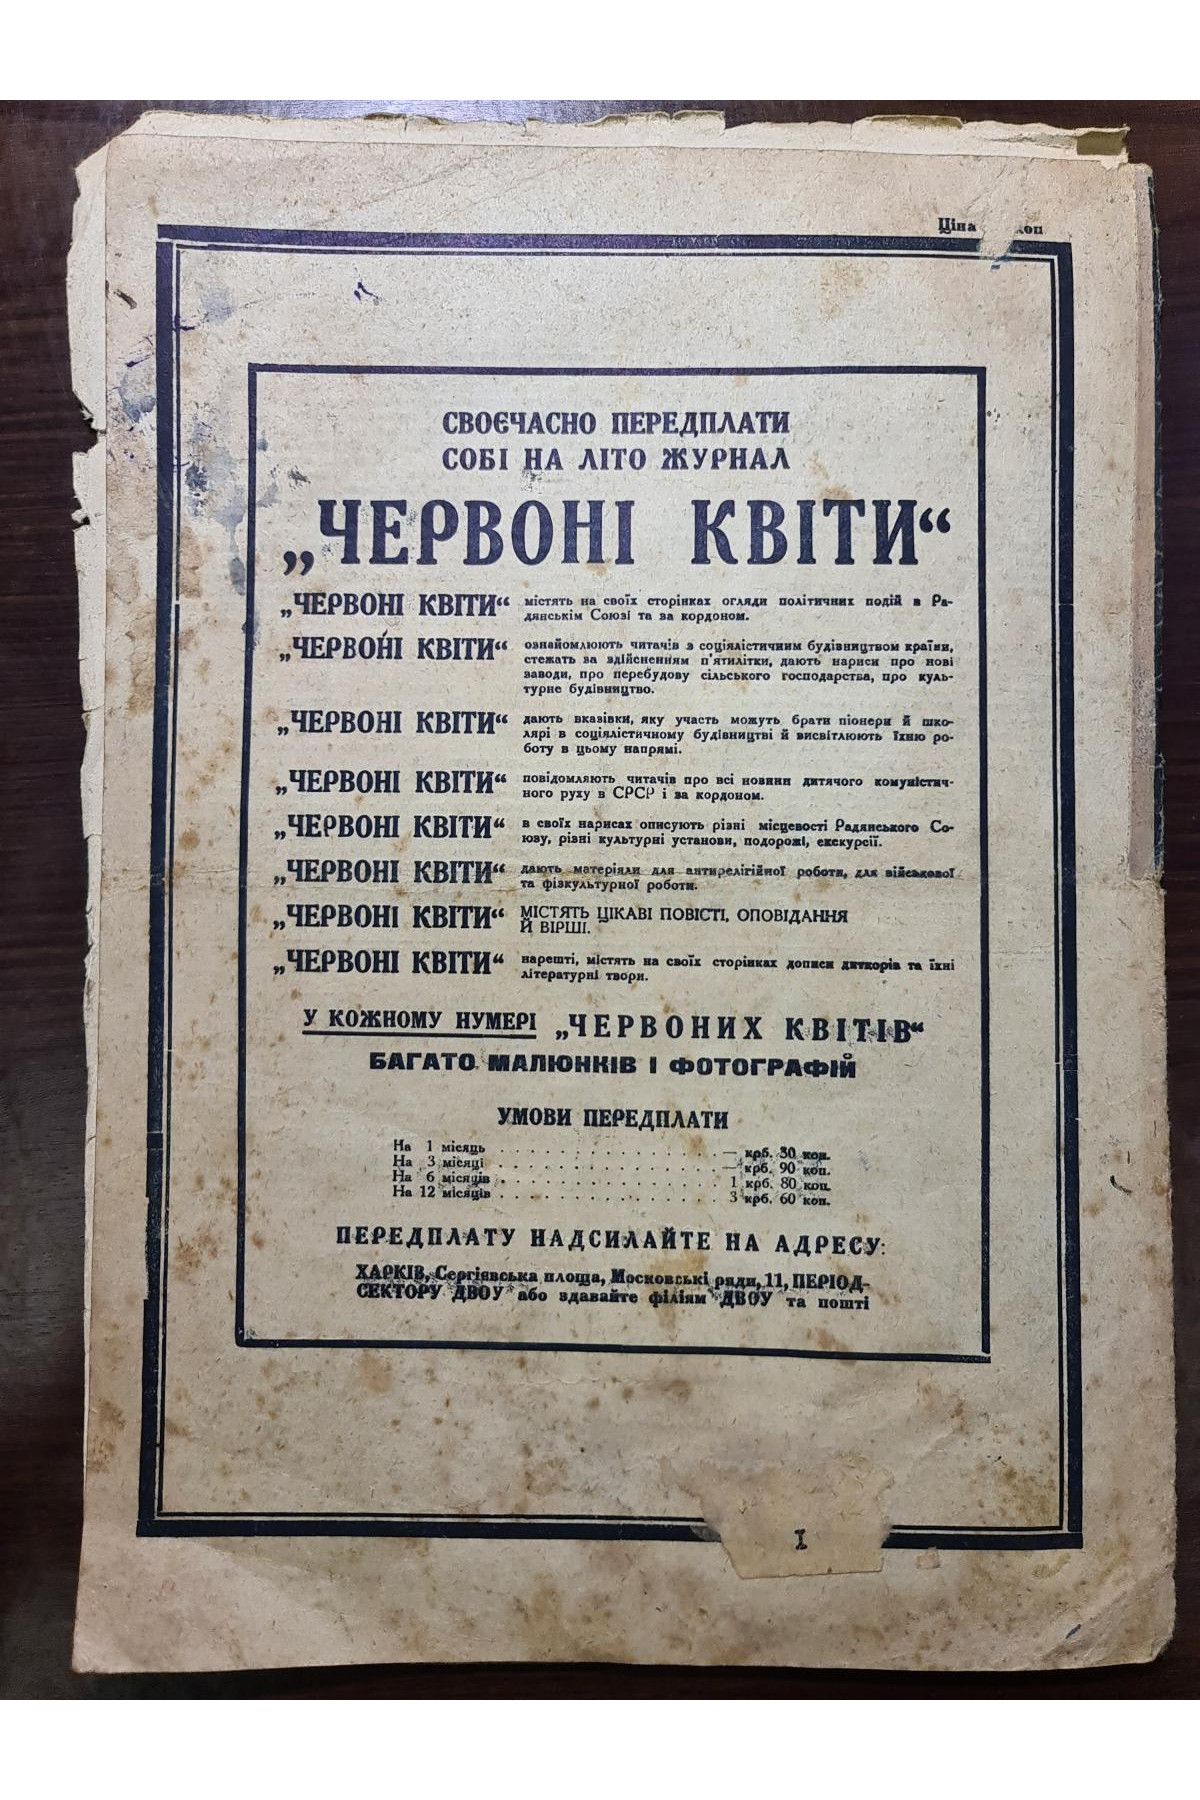 Ціна коп
СВОЄЧАСНО ПЕРЕДПЛАТИ
СОБІ НА ЛІТО ЖУРНАЛ
„ЧЕРВОНІ КВІТИ“
„ЧЕРВОНІ КВІТИ“ містять на своїх сторінках огляди політичних подій в Ра-
дянськім Союзі та за кордоном.
„ЧЕРВОНІ КВІТИ“ ознайомлюють читачів з соціялістичним будівництвом країни,
стежать за здійсненням п'ятилітки, дають нариси про нові
заводи, про перебудову сільського господарства, про куль-
турне будівництво.
„ЧЕРВОНІ КВІТИ“ дають вказівки, яку участь можуть брати піонери й шко-
лярі в соціялістичному будівництві й висвітлюють їхню ро-
боту в цьому напрямі.
„ЧЕРВОНІ КВІТИ“ повідомляють читачів про всі новини дитячого комуністич-
ного руху в СРСР і за кордоном.
„ЧЕРВОНІ КВІТИ“ в своїх нарисах описують різні місцевості Радянського Со-
юзу, різні культурні установи, подорожі, екскурсії.
„ЧЕРВОНІ КВІТИ“ дають матеріяли для антирелігійної роботи, для військової
та фізкультурної роботи.
„ЧЕРВОНІ КВІТИ“ МІСТЯТЬ ЦІКАВІ ПОВІСТІ, ОПОВІДАННЯ
Й ВІРШІ.
„ЧЕРВОНІ КВІТИ“ нарешті, містять на своїх сторінках дописи диткорів та їхні
літературні твори.
У КОЖНОМУ НУМЕРІ „ЧЕРВОНИХ КВІТІВ“
БАГАТО МАЛЮНКІВ І ФОТОГРАФІЙ
УМОВИ ПЕРЕДПЛАТИ
На 1 місяць . . . . . . . . . . . . . . . — крб. 30 коп.
На 3 місяці . . . . . . . . . . . . . . . — крб. 90 коп.
На 6 місяців . . . . . . . . . . . . . . . 1 крб. 80 коп.
На 12 місяців . . . . . . . . . . . . . . . 3 крб. 60 коп.
ПЕРЕДПЛАТУ НАДСИЛАЙТЕ НА АДРЕСУ:
ХАРКІВ, Сергіявська площа, Московські ряди, 11, ПЕРІОД-
СЕКТОРУ ДВОУ або здавайте філіям ДВОУ та пошті
I